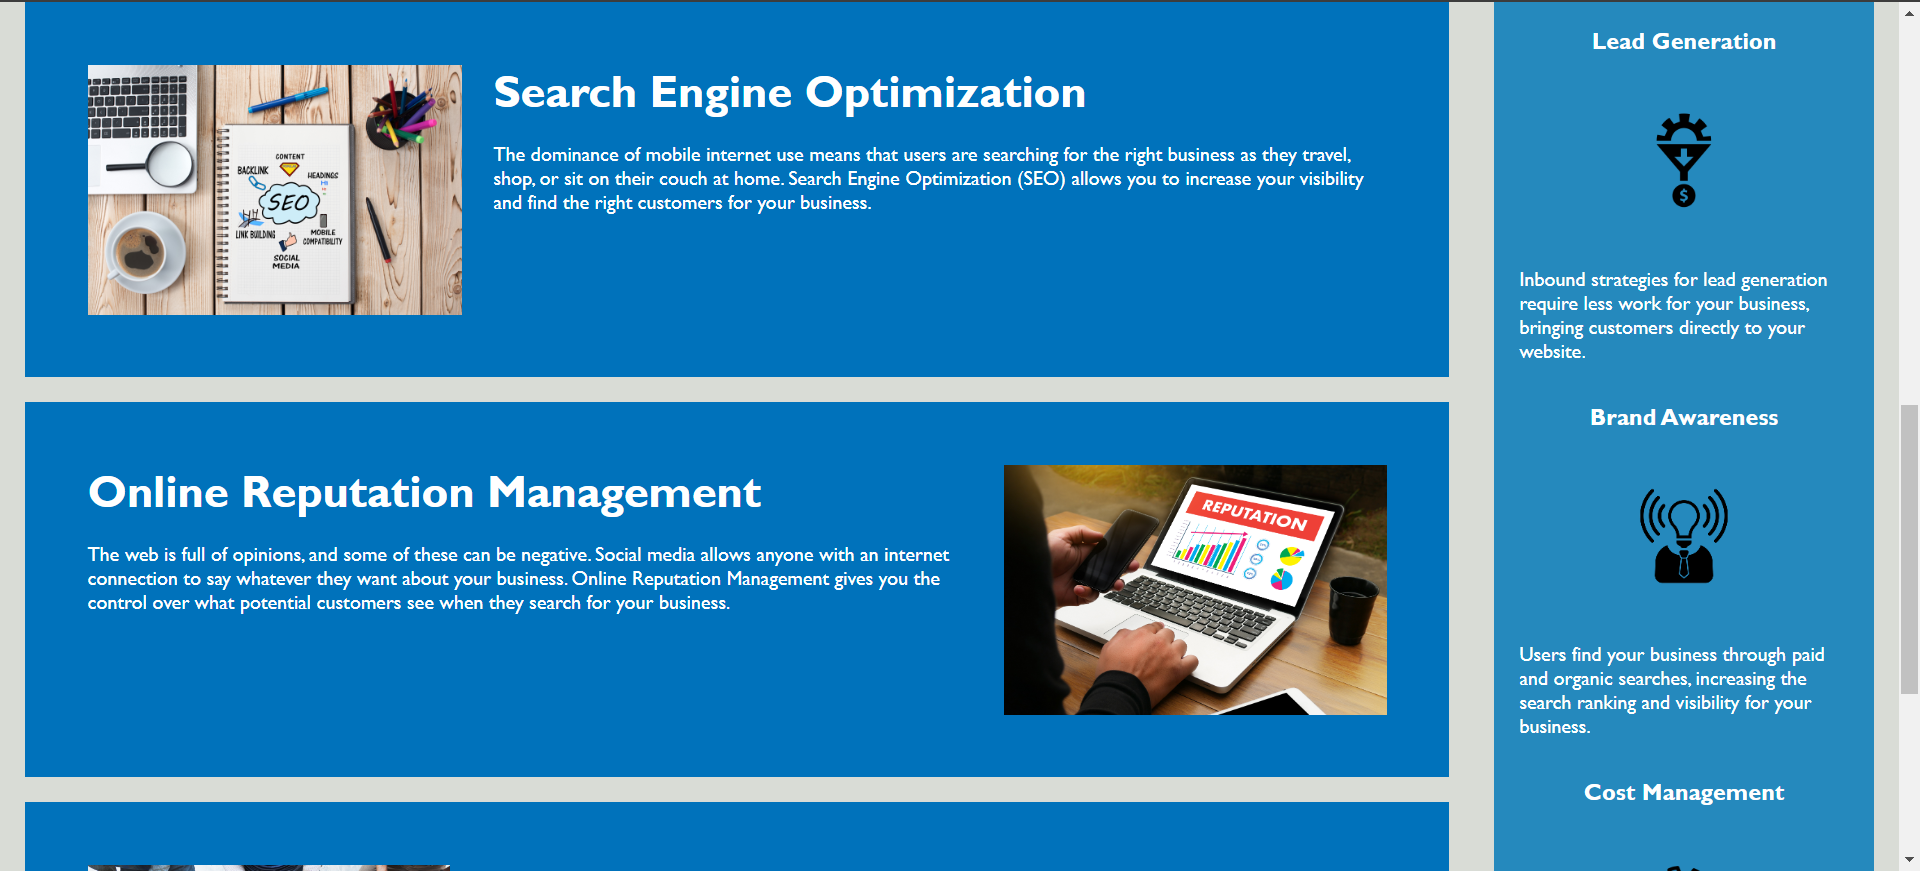 Search Engine Optimization
The dominance of mobile internet use means that users are searching for the right business as they travel,
shop, or sit on their couch at home. Search Engine Optimization (SEO) allows you to increase your visibility
and find the right customers for your business.
CONTENT
BACKLINK
HEADINGS
SEO
LINK BUILDING
MOBILE
COMPATIBILITY
SOCIAL
MEDIA
Online Reputation Management
The web is full of opinions, and some of these can be negative. Social media allows anyone with an internet
connection to say whatever they want about your business. Online Reputation Management gives you the
control over what potential customers see when they search for your business.
REPUTATION
Lead Generation
$
Inbound strategies for lead generation
require less work for your business,
bringing customers directly to your
website.
Brand Awareness
Users find your business through paid
and organic searches, increasing the
search ranking and visibility for your
business.
Cost Management